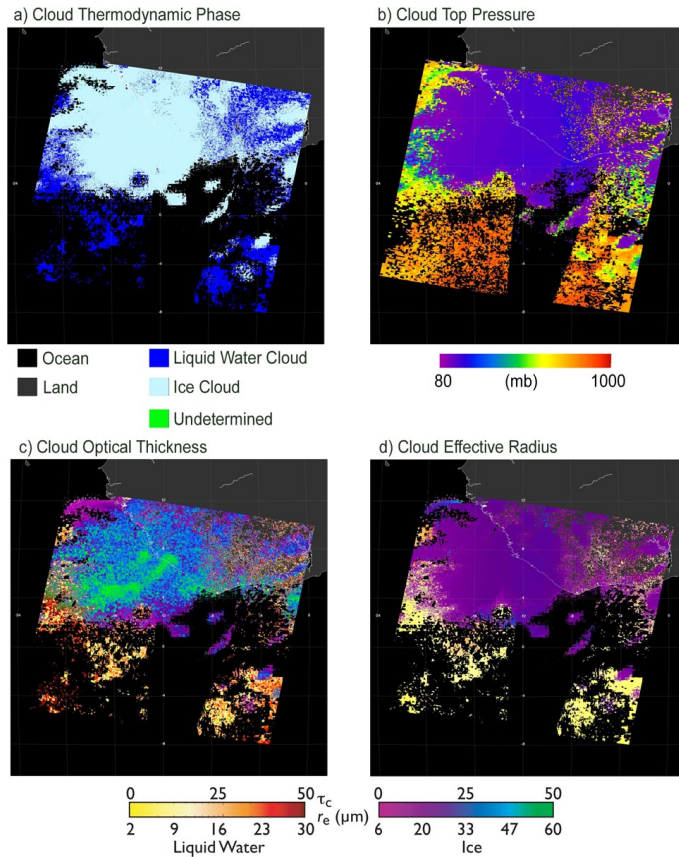 a) Cloud Thermodynamic Phase
b) Cloud Top Pressure
Ocean
Liquid Water Cloud
Land
Ice Cloud
Undetermined
80 (mb) 1000
c) Cloud Optical Thickness
d) Cloud Effective Radius
0 25 50 τc 0 25 50
2 9 16 23 30 re (μm) 6 20 33 47 60
Liquid Water Ice